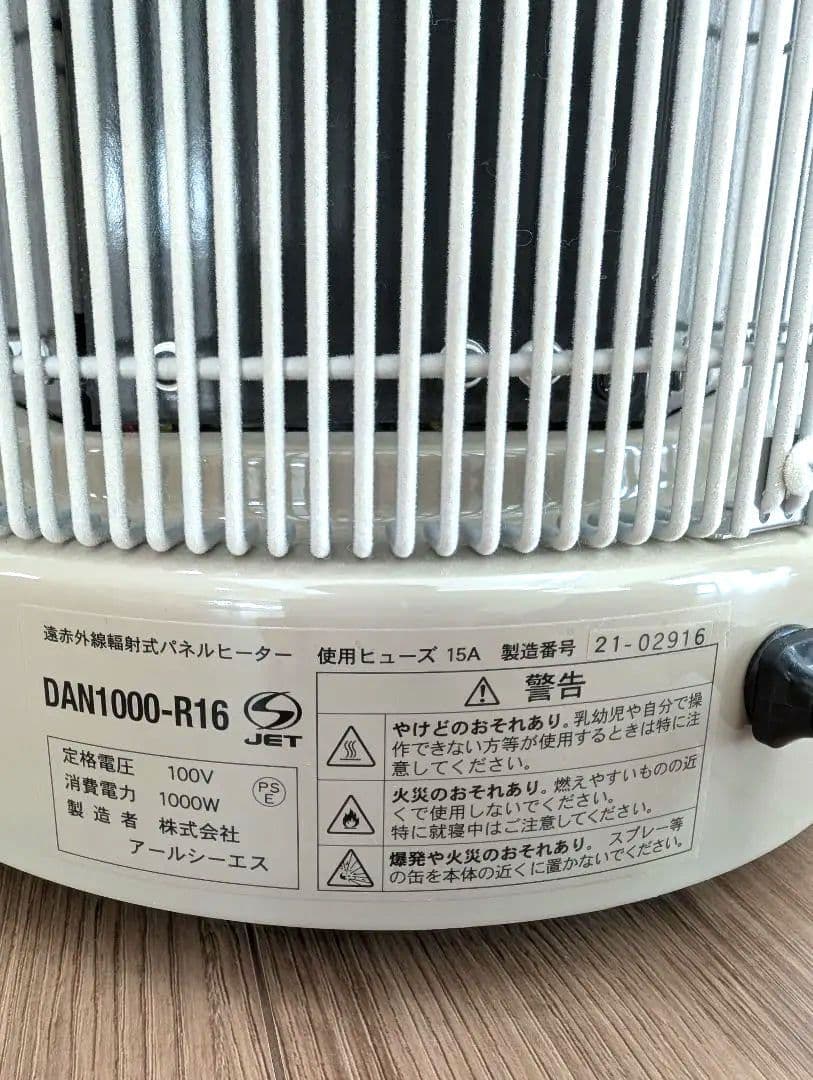 遠赤外線輻射式パネルヒーター 使用ヒューズ 15A 製造番号 21-02916
DAN1000-R16
JET
定格電圧 100V
消費電力 1000W
製造者 株式会社
アールシーエス
PS
E
警告
やけどのおそれあり。乳幼児や自分で操
作できない方等が使用するときは特に注
意してください。
火災のおそれあり。燃えやすいものの近
くで使用しないでください。
特に就寝中はご注意してください。
爆発や火災のおそれあり。 スプレー等
の缶を本体の近くに置かないでください。